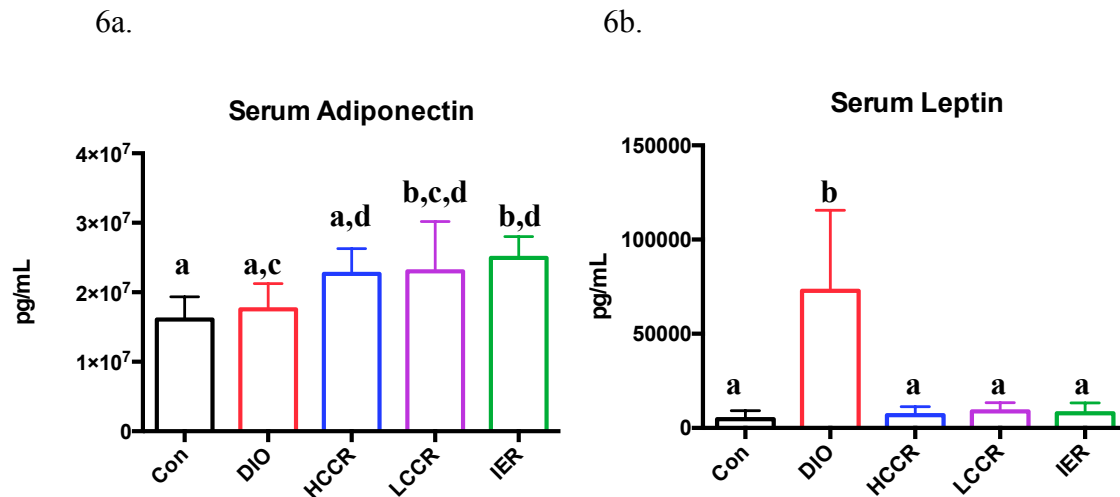 6a.
6b.
Serum Adiponectin
4×10⁷
3×10⁷
2×10⁷
1×10⁷
0
pg/mL
a
a,c
a,d
b,c,d
b,d
Con
DIO
HCCR
LCCR
IER
Serum Leptin
150000
100000
50000
0
pg/mL
a
b
a
a
a
Con
DIO
HCCR
LCCR
IER